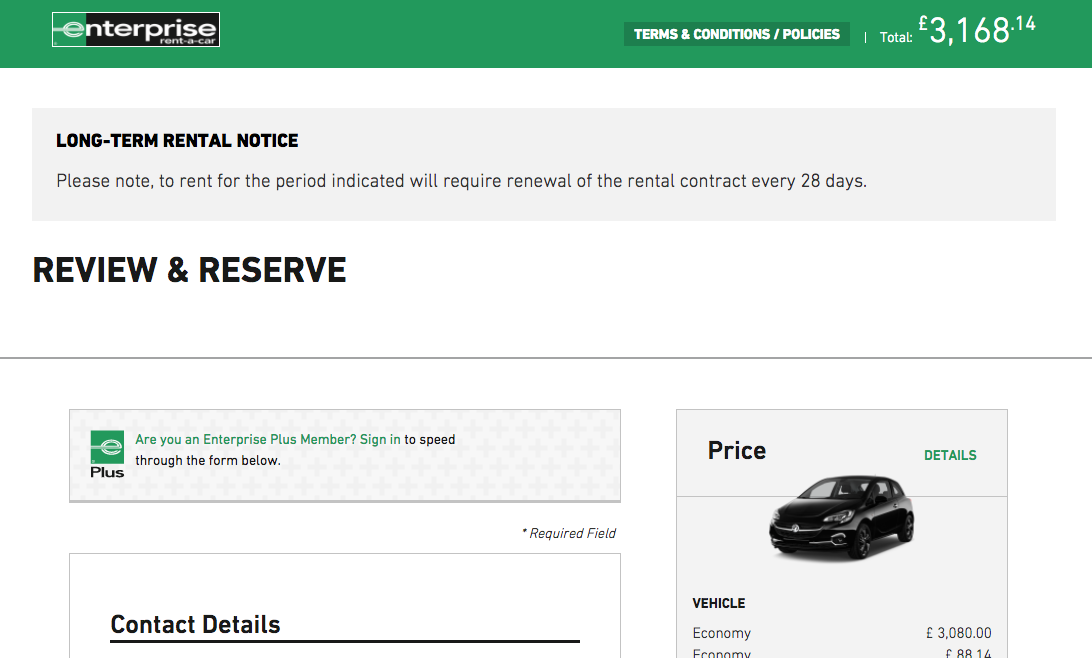 enterprise
rent-a-car
TERMS & CONDITIONS / POLICIES | Total: £3,168.14
LONG-TERM RENTAL NOTICE
Please note, to rent for the period indicated will require renewal of the rental contract every 28 days.
REVIEW & RESERVE
Plus
Are you an Enterprise Plus Member? Sign in to speed
through the form below.
* Required Field
Contact Details
Price
DETAILS
VEHICLE
Economy £ 3,080.00
Economy £ 88.14